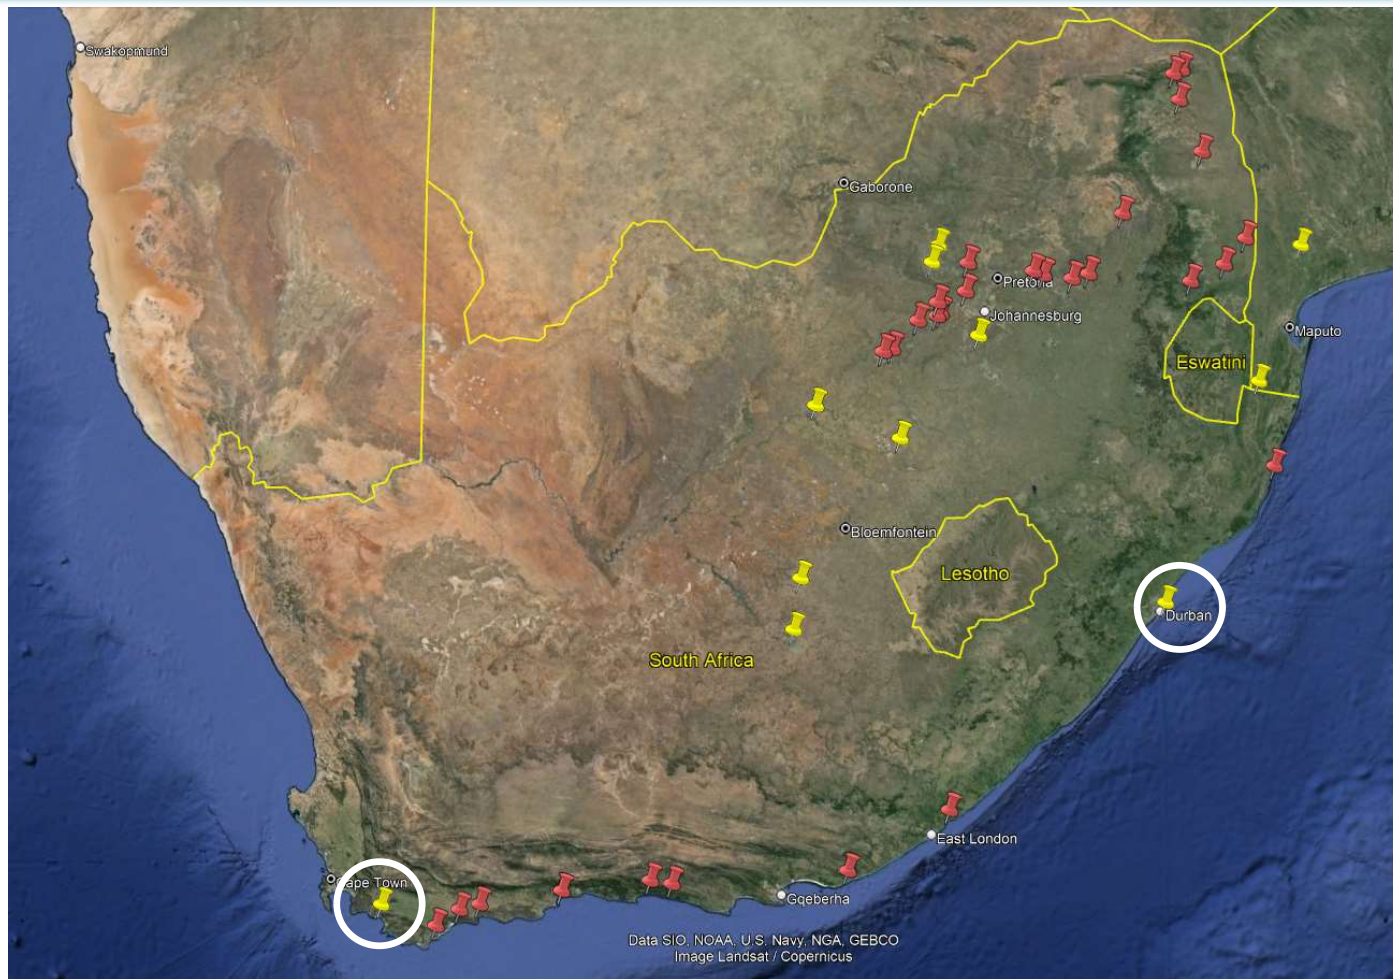 Swakopmund
Gaborone
Pretoria
Johannesburg
Maputo
Eswatini
Bloemfontein
Lesotho
Durban
South Africa
East London
Cape Town
Gqeberha
Data SIO, NOAA, U.S. Navy, NGA, GEBCO
Image Landsat / Copernicus